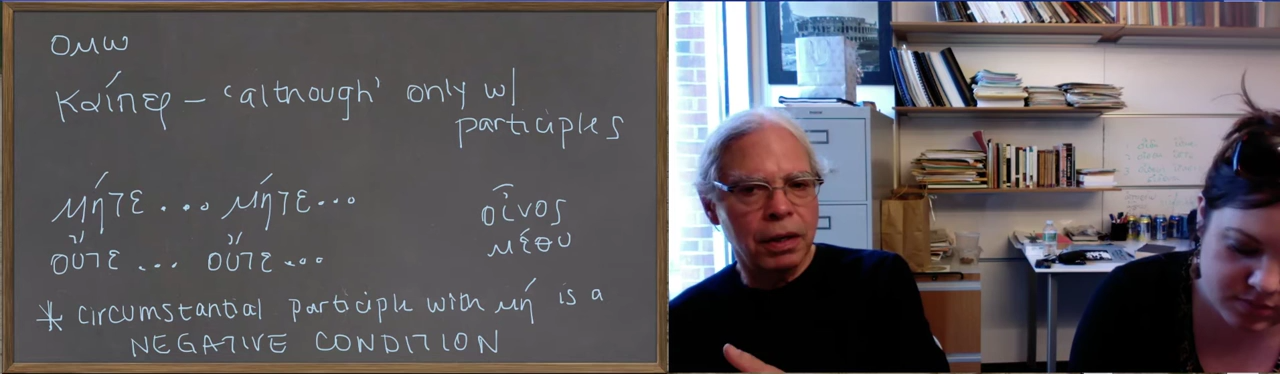 ομω
καίπερ – 'although' only w/
participles
μήτε ... μήτε...
οἶνος
οὔτε ... οὔτε...
μέθυ
* circumstantial participle with μή is a
NEGATIVE CONDITION